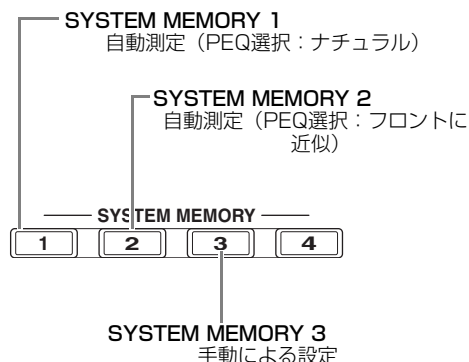 SYSTEM MEMORY 1
自動測定（PEQ選択：ナチュラル）
SYSTEM MEMORY 2
自動測定（PEQ選択：フロントに
近似）
SYSTEM MEMORY
1 2 3 4
SYSTEM MEMORY 3
手動による設定